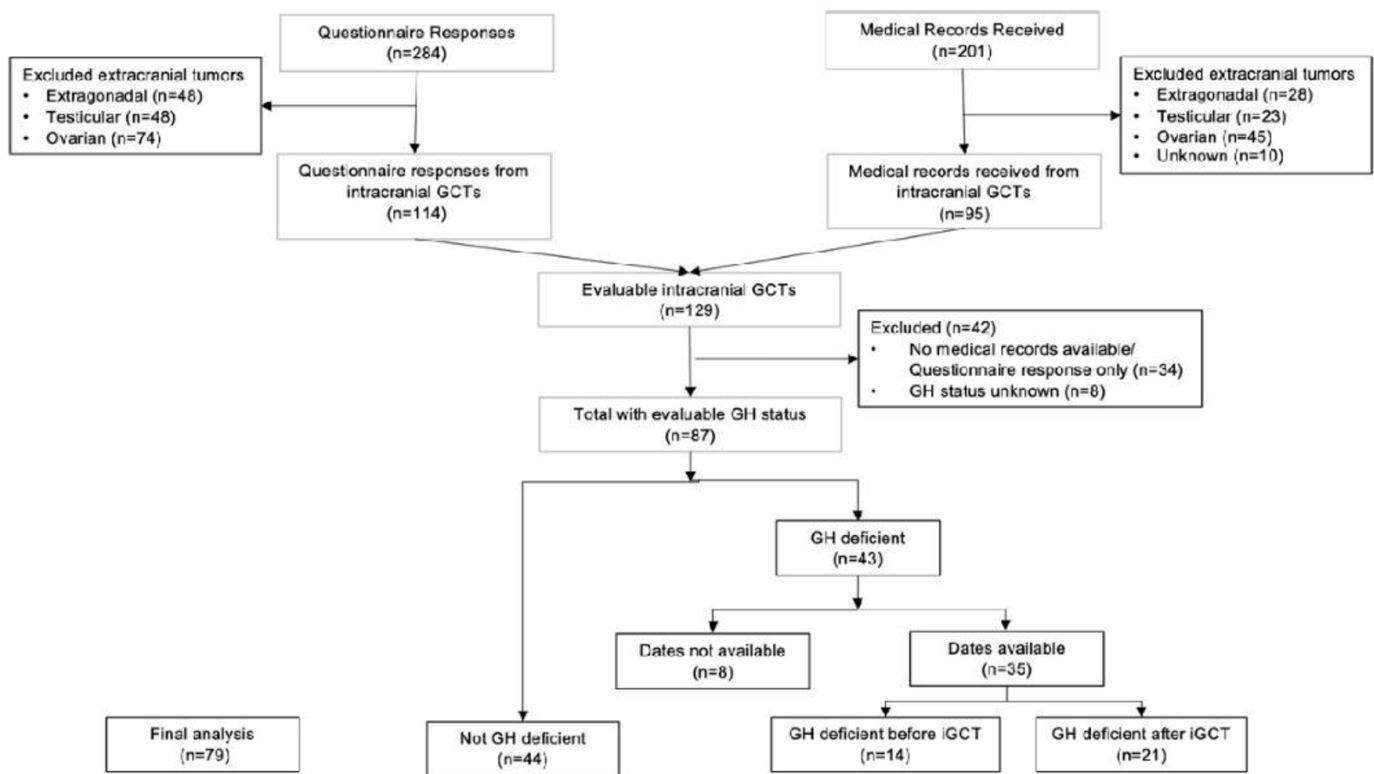 Questionnaire Responses
(n=284)
Medical Records Received
(n=201)
Excluded extracranial tumors
• Extragonadal (n=48)
• Testicular (n=48)
• Ovarian (n=74)
Excluded extracranial tumors
• Extragonadal (n=28)
• Testicular (n=23)
• Ovarian (n=45)
• Unknown (n=10)
Questionnaire responses from
intracranial GCTs
(n=114)
Medical records received from
intracranial GCTs
(n=95)
Evaluable intracranial GCTs
(n=129)
Excluded (n=42)
• No medical records available/
Questionnaire response only (n=34)
• GH status unknown (n=8)
Total with evaluable GH status
(n=87)
GH deficient
(n=43)
Dates not available
(n=8)
Dates available
(n=35)
Final analysis
(n=79)
Not GH deficient
(n=44)
GH deficient before iGCT
(n=14)
GH deficient after iGCT
(n=21)